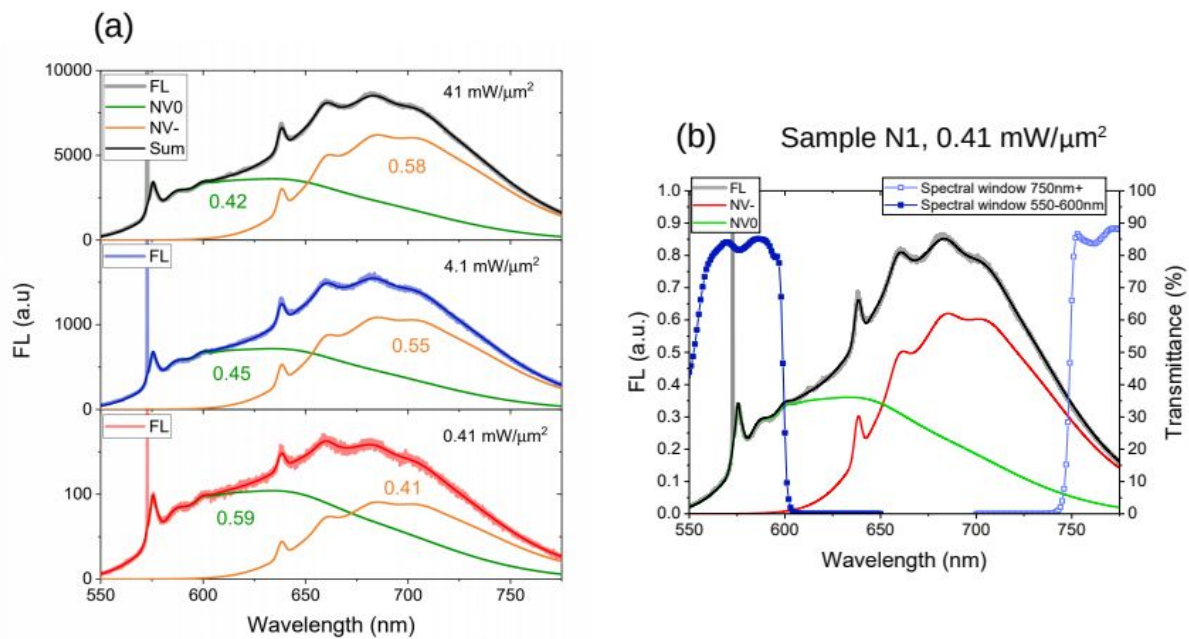 (a)
10000
5000
0
FL
NV0
NV-
Sum
41 mW/μm²
0.42
0.58
1000
0
FL
4.1 mW/μm²
0.45
0.55
FL (a.u)
100
0
FL
0.41 mW/μm²
0.59
0.41
550 600 650 700 750
Wavelength (nm)
(b) Sample N1, 0.41 mW/μm²
FL
NV-
NV0
Spectral window 750nm+
Spectral window 550-600nm
1.0
0.9
0.8
0.7
0.6
0.5
0.4
0.3
0.2
0.1
0.0
FL (a.u.)
100
90
80
70
60
50
40
30
20
10
0
Transmittance (%)
550 600 650 700 750
Wavelength (nm)